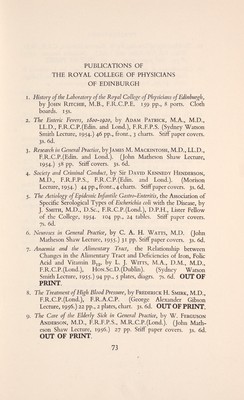 PUBLICATIONS OF
THE ROYAL COLLEGE OF PHYSICIANS
OF EDINBURGH
1. History of the Laboratory of the Royal College of Physicians of Edinburgh,
by JOHN RITCHIE, M.B., F.R.C.P.E. 159 pp., 8 ports. Cloth
boards. 15s.
2. The Enteric Fevers, 1800-1920, by ADAM PATRICK, M.A., M.D.,
LL.D., F.R.C.P.(Edin. and Lond.), F.R.F.P.S. (Sydney Watson
Smith Lecture, 1954.) 46 pp., front., 3 charts. Stiff paper covers.
3s. 6d.
3. Research in General Practice, by JAMES M. MACKINTOSH, M.D., LL.D.,
F.R.C.P.(Edin. and Lond.). (John Matheson Shaw Lecture,
1954.) 38 pp. Stiff covers. 3s. 6d.
4. Society and Criminal Conduct, by SIR DAVID KENNEDY HENDERSON,
M.D., F.R.F.P.S., F.R.C.P.(Edin. and Lond.). (Morison
Lecture, 1954.) 44 pp., front., 4 charts. Stiff paper covers. 3s. 6d.
5. The Aetiology of Epidemic Infantile Gastro-Enteritis, the Association of
Specific Serological Types of Escherichia coli with the Disease, by
J. SMITH, M.D., D.Sc., F.R.C.P.(Lond.), D.P.H., Lister Fellow
of the College, 1954. 104 pp., 24 tables. Stiff paper covers.
7s. 6d.
6. Neuroses in General Practice, by C. A. H. WATTS, M.D. (John
Matheson Shaw Lecture, 1955.) 31 pp. Stiff paper covers. 3s. 6d.
7. Anaemia and the Alimentary Tract, the Relationship between
Changes in the Alimentary Tract and Deficiencies of Iron, Folic
Acid and Vitamin B12, by L. J. WITTS, M.A., D.M., M.D.,
F.R.C.P.(Lond.), Hon.Sc.D.(Dublin). (Sydney Watson
Smith Lecture, 1955.) 94 pp., 5 plates, diagrs. 7s. 6d. OUT OF
PRINT.
8. The Treatment of High Blood Pressure, by FREDERICK H. SMIRK, M.D.,
F.R.C.P.(Lond.), F.R.A.C.P. (George Alexander Gibson
Lecture, 1956.) 22 pp., 2 plates, 1 chart. 3s. 6d. OUT OF PRINT.
9. The Care of the Elderly Sick in General Practice, by W. FERGUSON
ANDERSON, M.D., F.R.F.P.S., M.R.C.P.(Lond.). (John Math-
eson Shaw Lecture, 1956.) 27 pp. Stiff paper covers. 3s. 6d.
OUT OF PRINT.
73